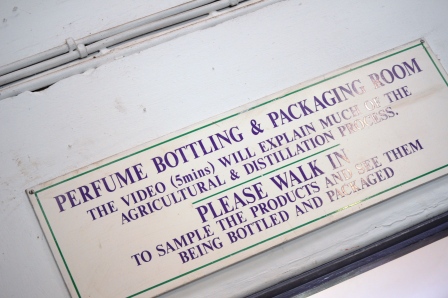 PERFUME BOTTLING & PACKAGING ROOM
THE VIDEO (5mins) WILL EXPLAIN MUCH OF THE
AGRICULTURAL & DISTILLATION PROCESS.
PLEASE WALK IN
TO SAMPLE THE PRODUCTS AND SEE THEM
BEING BOTTLED AND PACKAGED